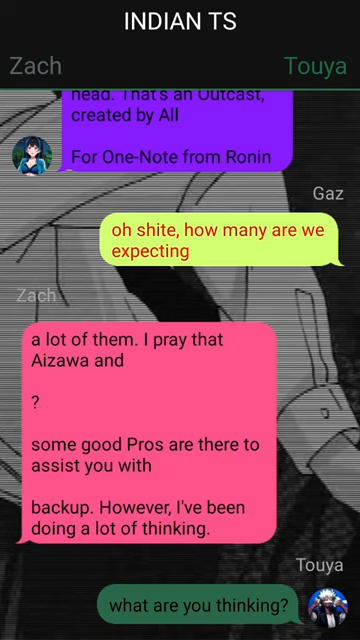 INDIAN TS
Zach
Touya
head. That's an Outcast,
created by All
For One-Note from Ronin
Gaz
oh shite, how many are we
expecting
Zach
a lot of them. I pray that
Aizawa and
?
some good Pros are there to
assist you with
backup. However, I've been
doing a lot of thinking.
Touya
what are you thinking?